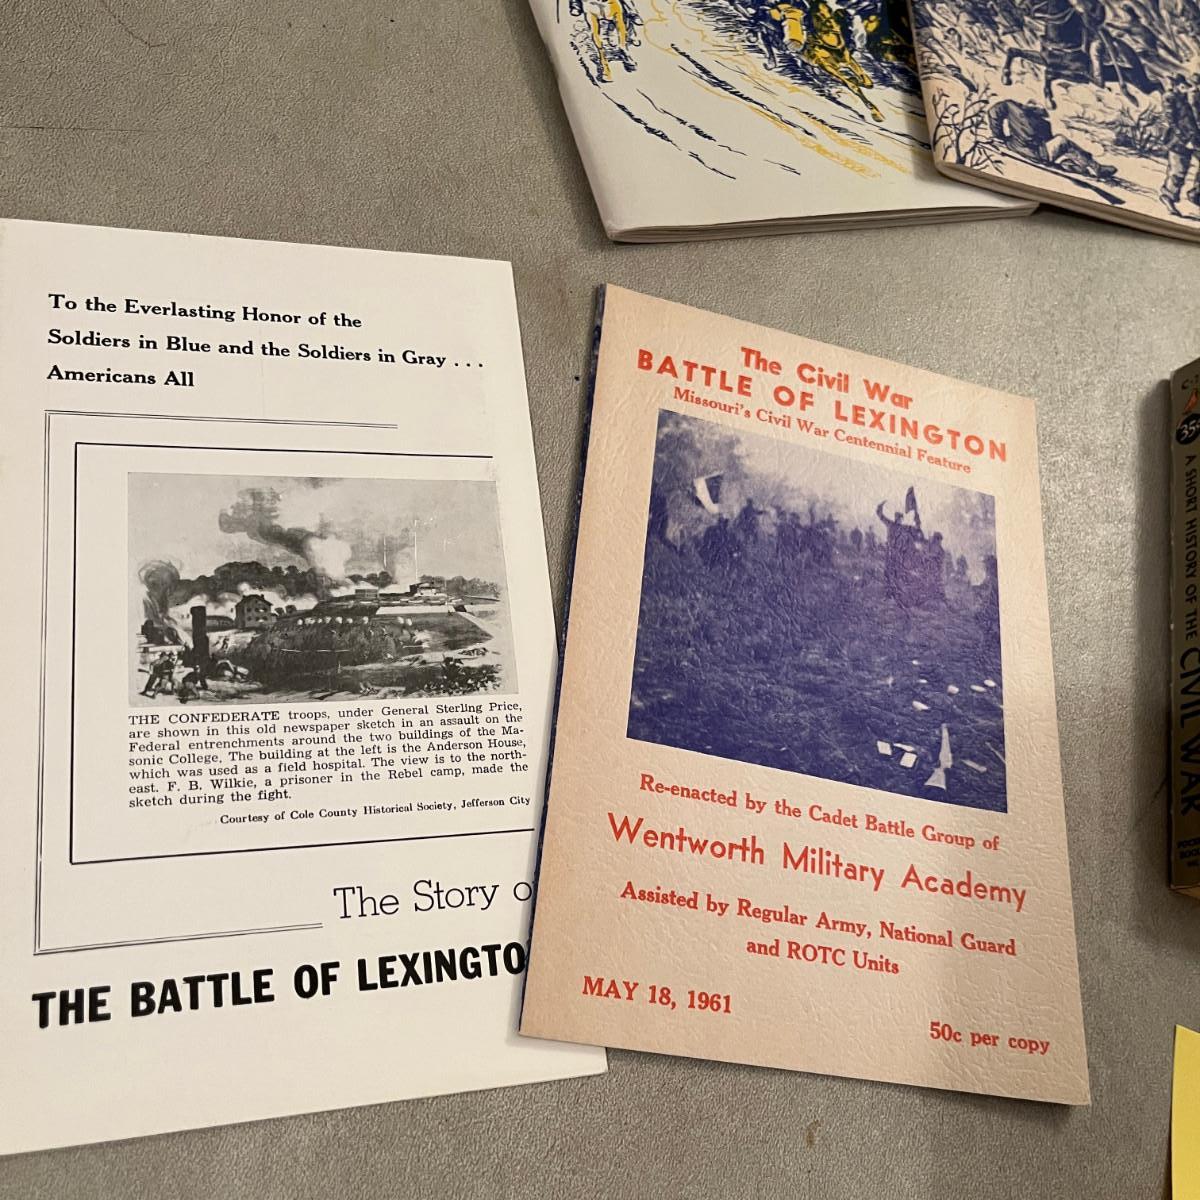 To the Everlasting Honor of the
Soldiers in Blue and the Soldiers in Gray . . .
Americans All
THE CONFEDERATE troops, under General Sterling Price,
are shown in this old newspaper sketch in an assault on the
Federal entrenchments around the two buildings of the Ma-
sonic College. The building at the left is the Anderson House,
which was used as a field hospital. The view is to the north-
east. F. B. Wilkie, a prisoner in the Rebel camp, made the
sketch during the fight.
Courtesy of Cole County Historical Society, Jefferson City
The Story o
THE BATTLE OF LEXINGTO
The Civil War
BATTLE OF LEXINGTON
Missouri's Civil War Centennial Feature
Re-enacted by the Cadet Battle Group of
Wentworth Military Academy
Assisted by Regular Army, National Guard
and ROTC Units
MAY 18, 1961
50c per copy
35¢
A SHORT HISTORY OF THE CIVIL WAR